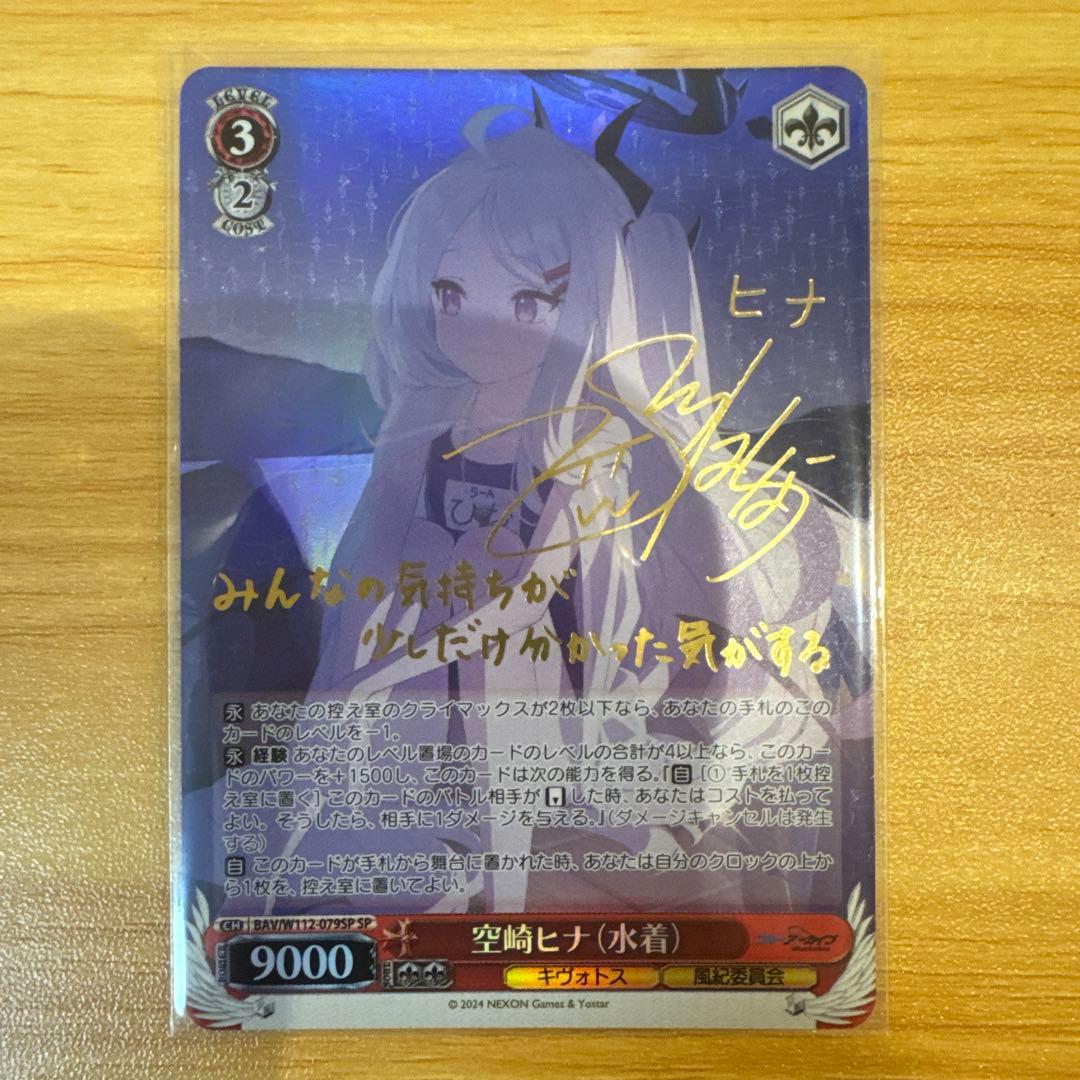 LEVEL
3
2
COST
ヒナ
5-A
ひな
みんなの気持ちが
少しだけ分かった気がする
永 あなたの控え室のクライマックスが2枚以下なら、あなたの手札のこの
カードのレベルを－1。
永 経験 あなたのレベル置場のカードのレベルの合計が4以上なら、このカー
ドのパワーを＋1500し、このカードは次の能力を得る。『自［① 手札を1枚控
え室に置く］このカードのバトル相手が した時、あなたはコストを払って
よい。そうしたら、相手に1ダメージを与える。』（ダメージキャンセルは発生
する）
自 このカードが手札から舞台に置かれた時、あなたは自分のクロックの上か
ら1枚を、控え室に置いてよい。
CH BAV/W112-079SP SP
POWER 9000 SOUL
空崎ヒナ（水着）
ブルーアーカイブ
キヴォトス 風紀委員会
© 2024 NEXON Games & Yostar